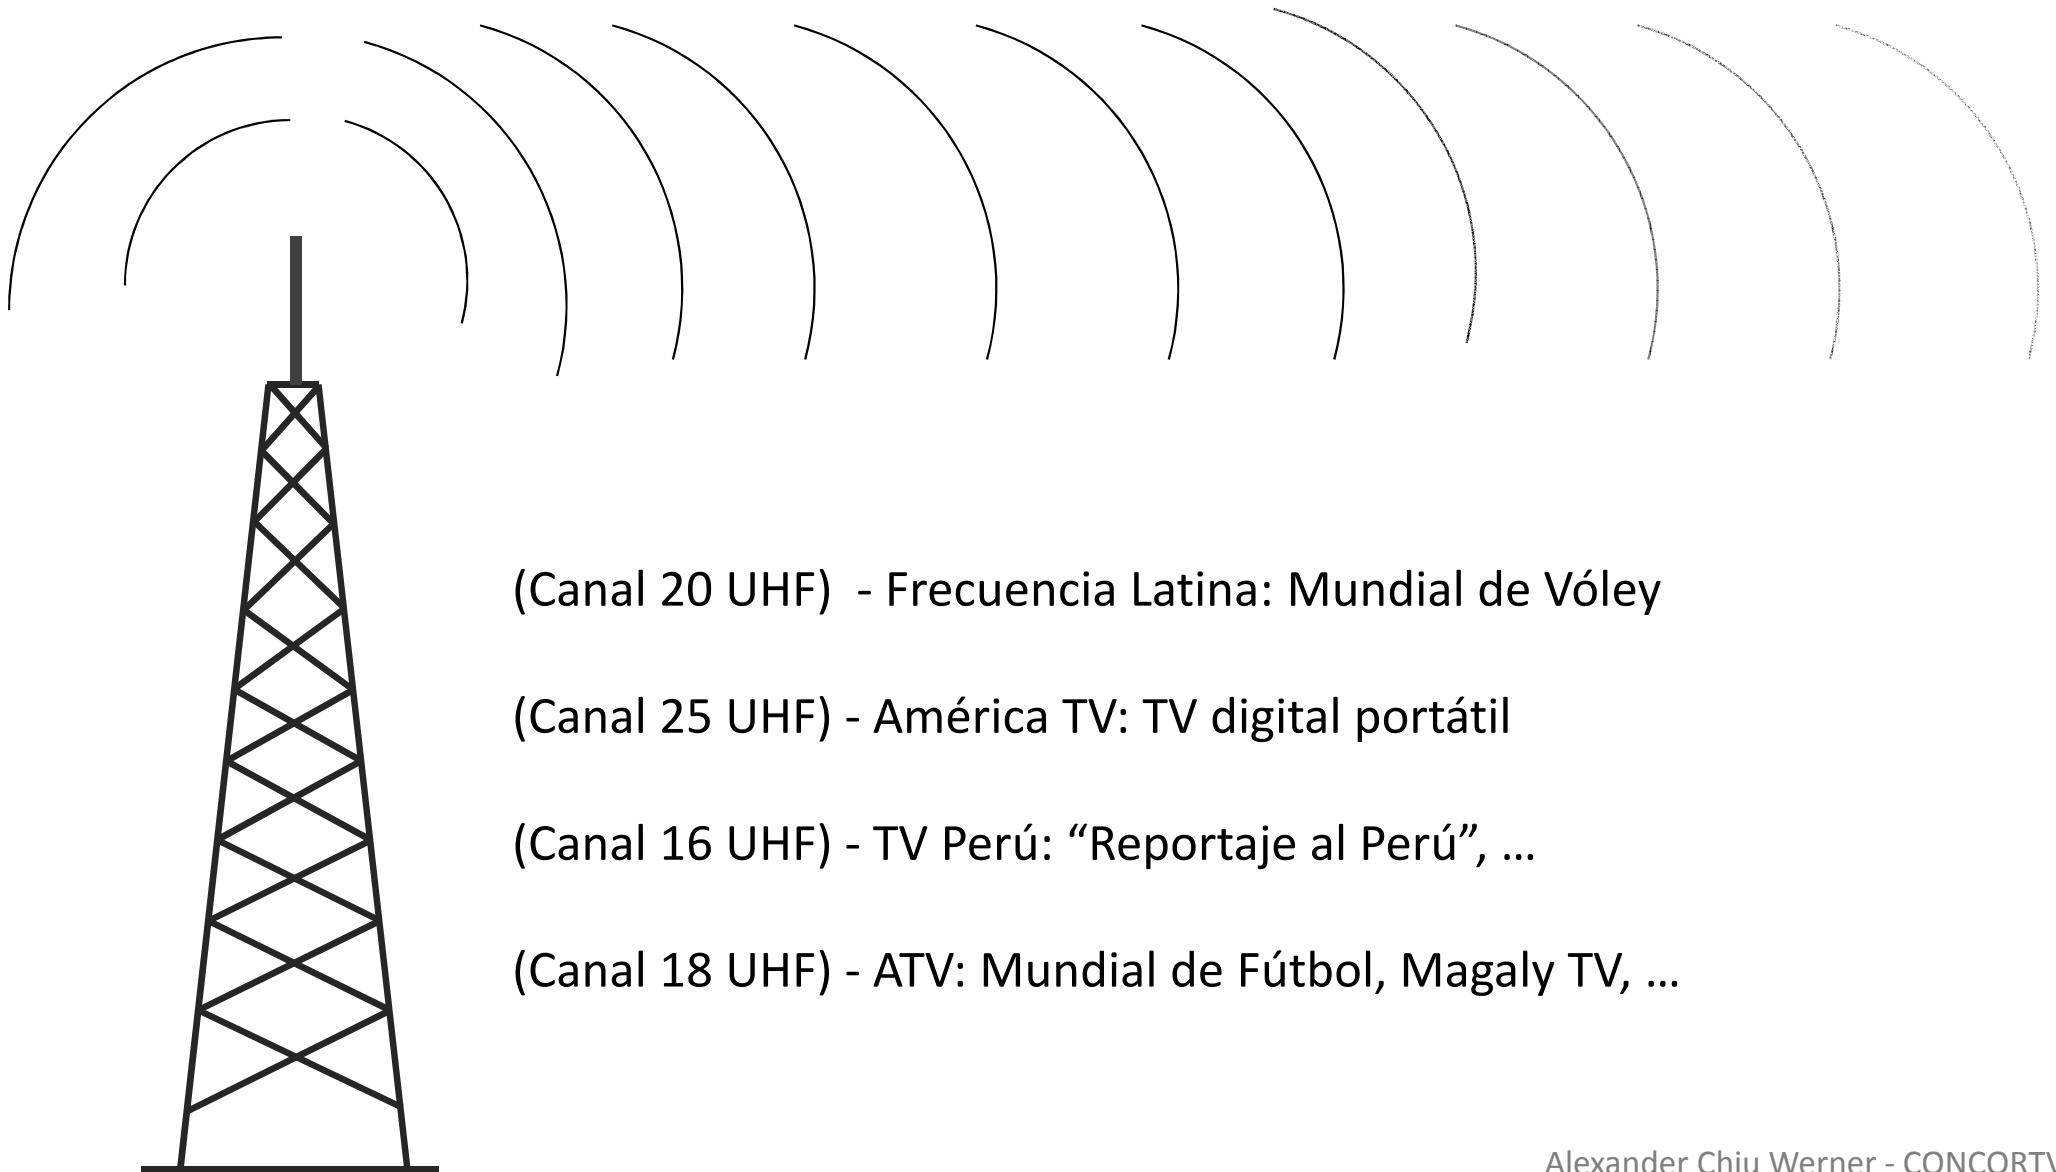 (Canal 20 UHF)  - Frecuencia Latina: Mundial de Vóley
(Canal 25 UHF) - América TV: TV digital portátil
(Canal 16 UHF) - TV Perú: “Reportaje al Perú”, …
(Canal 18 UHF) - ATV: Mundial de Fútbol, Magaly TV, …
Alexander Chiu Werner - CONCORTV